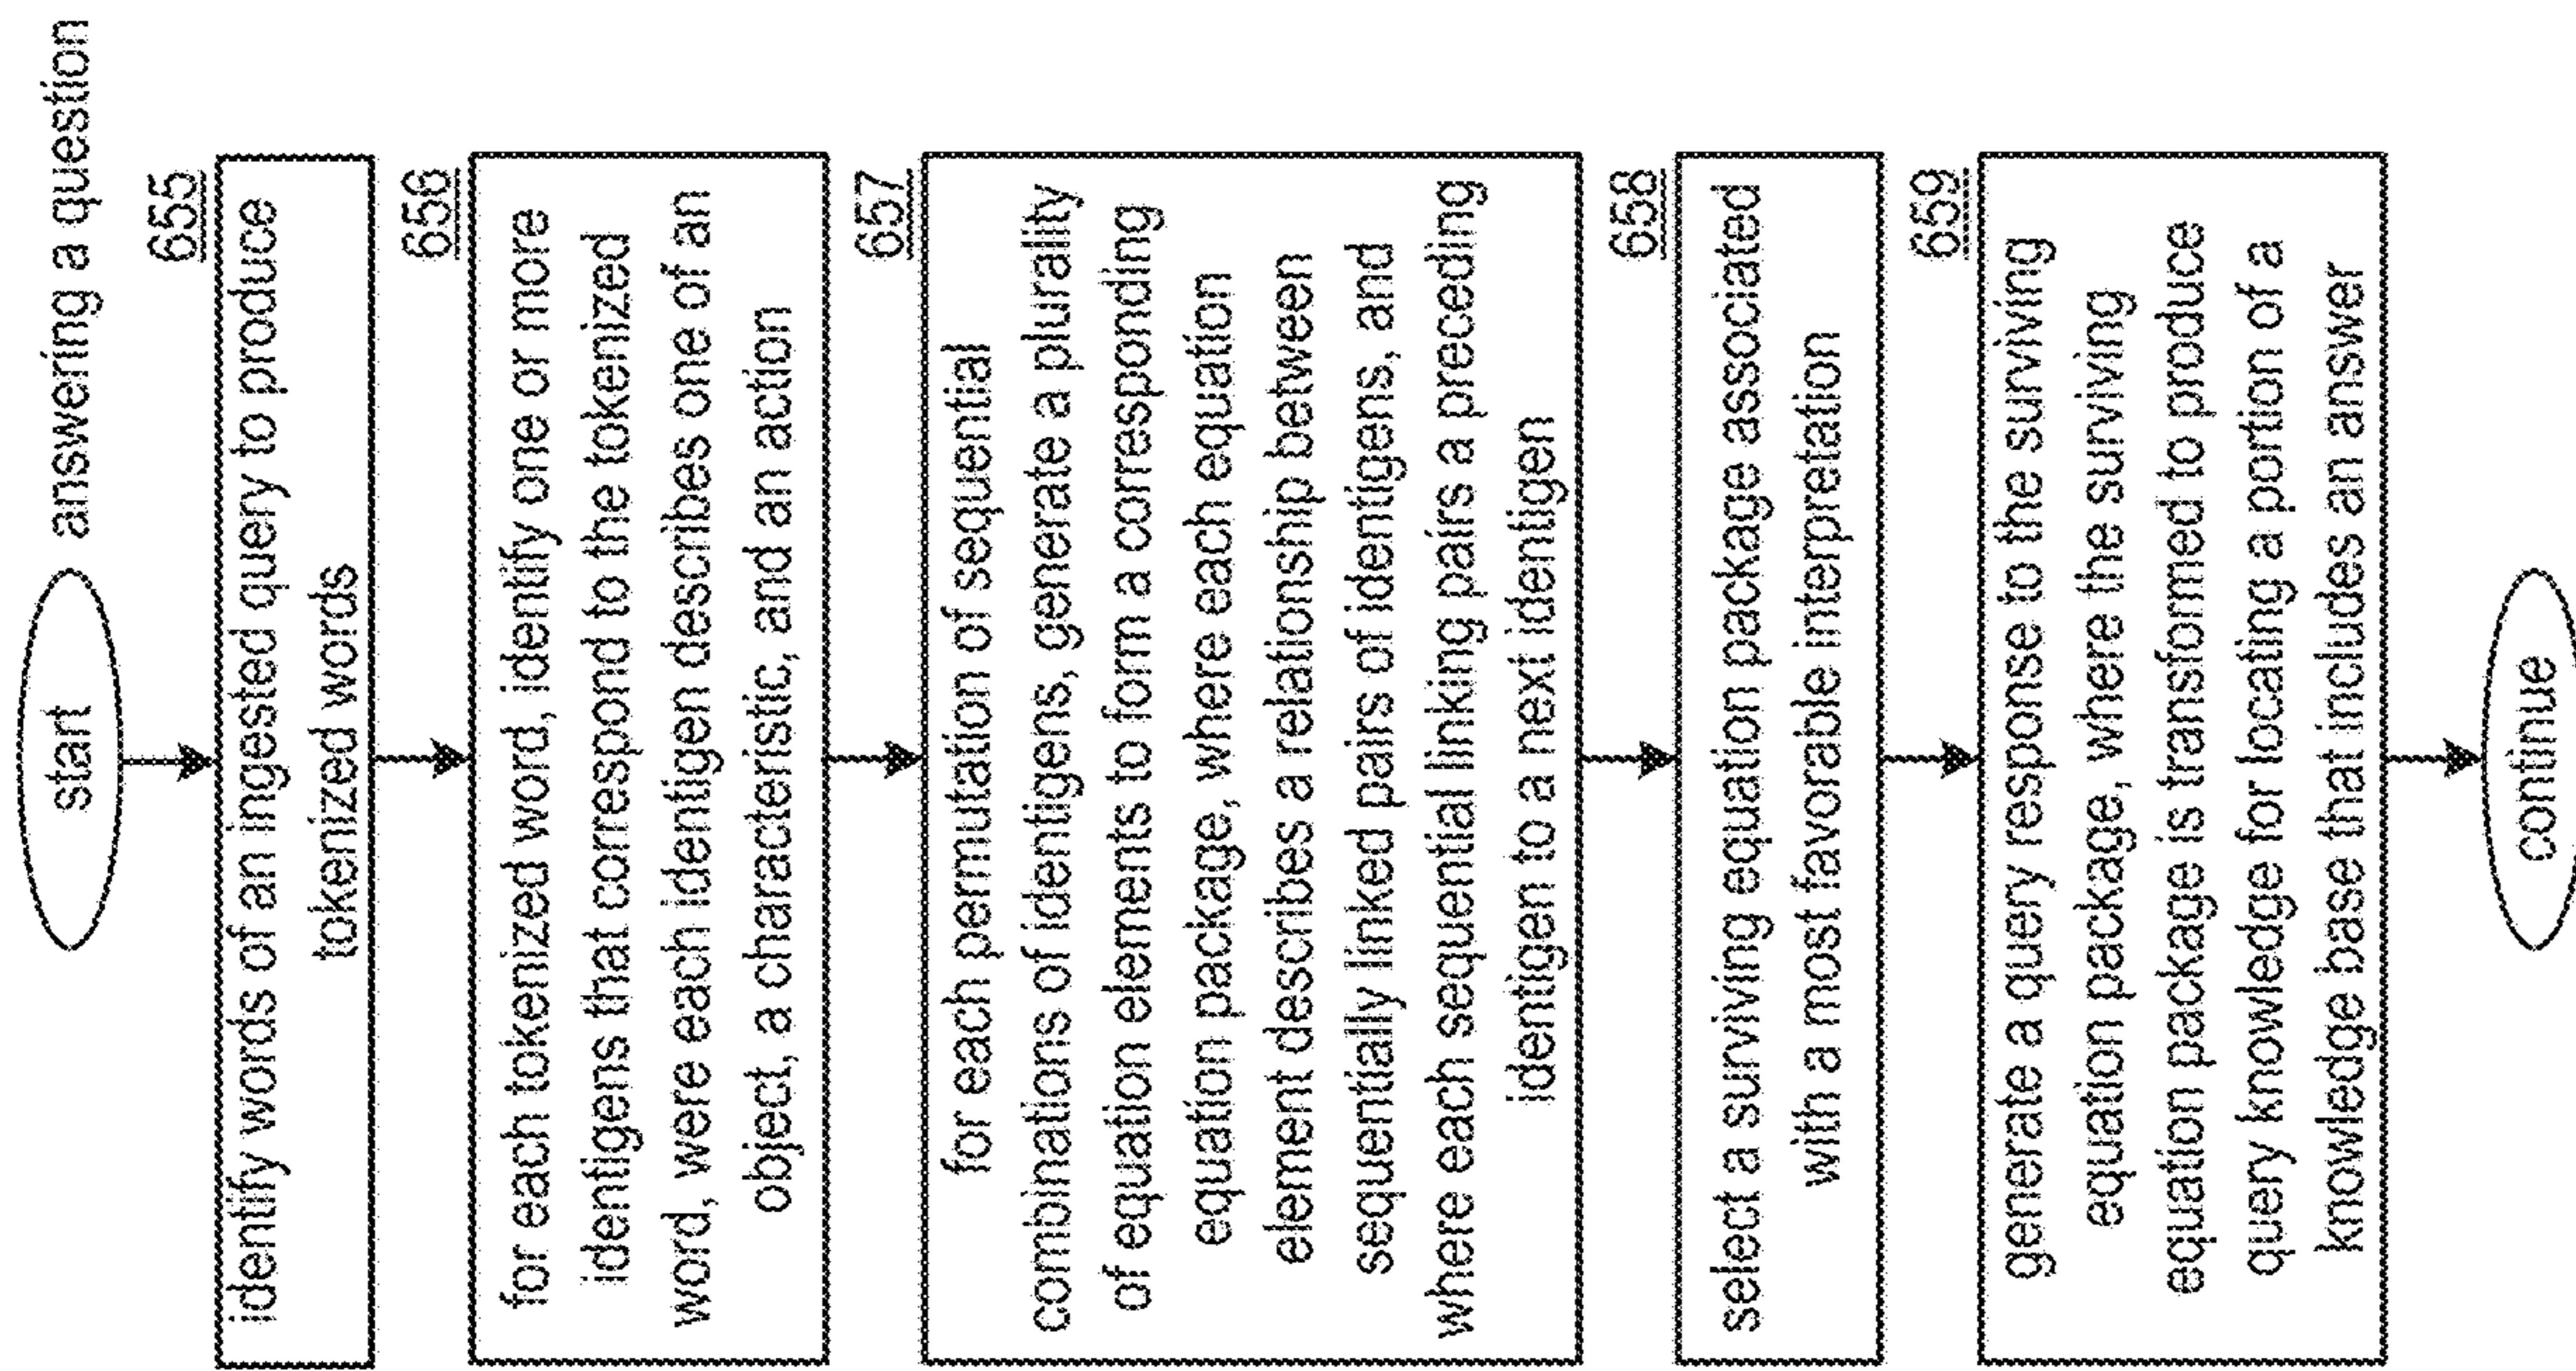 start
answering a question
655
identify words of an ingested query to produce
tokenized words
656
for each tokenized word, identify one or more
identigens that correspond to the tokenized
word, were each identigen describes one of an
object, a characteristic, and an action
657
for each permutation of sequential
combinations of identigens, generate a plurality
of equation elements to form a corresponding
equation package, where each equation
element describes a relationship between
sequentially linked pairs of identigens, and
where each sequential linking pairs a preceding
identigen to a next identigen
658
select a surviving equation package associated
with a most favorable interpretation
659
generate a query response to the surviving
equation package, where the surviving
equation package is transformed to produce
query knowledge for locating a portion of a
knowledge base that includes an answer
continue